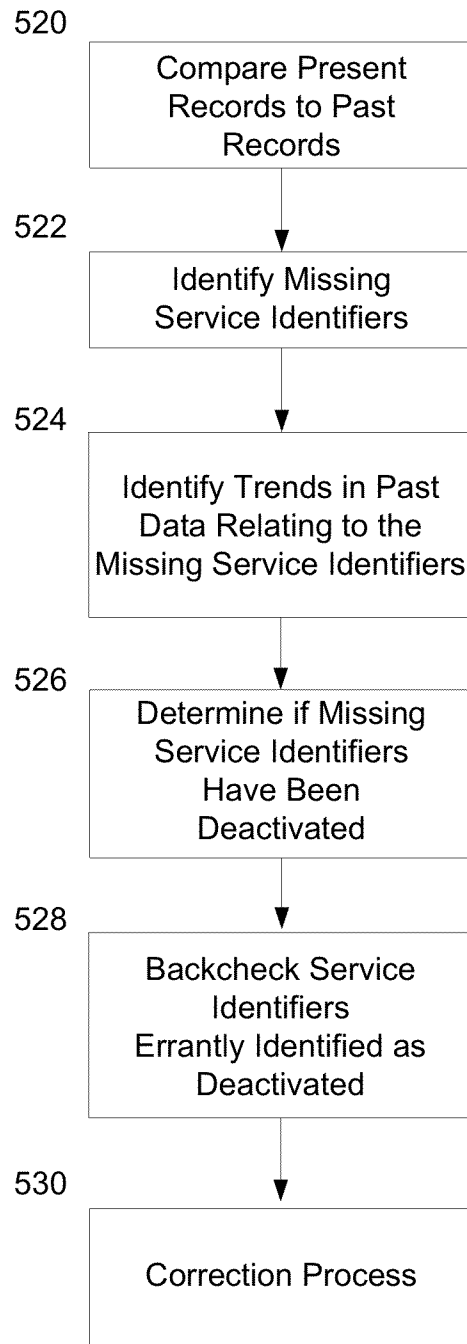 520
Compare Present
Records to Past
Records
522
Identify Missing
Service Identifiers
524
Identify Trends in Past
Data Relating to the
Missing Service Identifiers
526
Determine if Missing
Service Identifiers
Have Been
Deactivated
528
Backcheck Service
Identifiers
Errantly Identified as
Deactivated
530
Correction Process